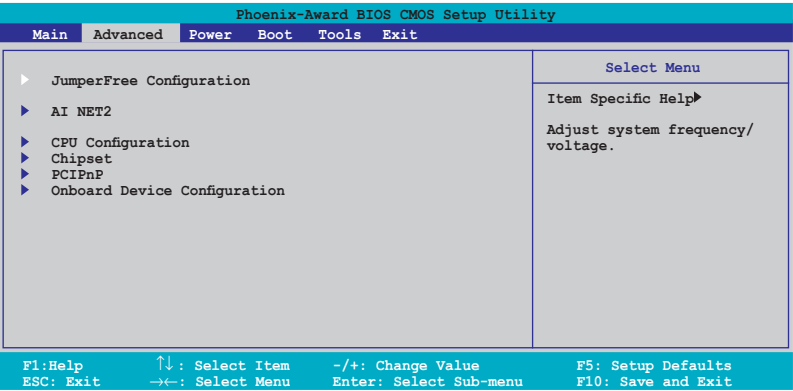 Phoenix-Award BIOS CMOS Setup Utility
Main Advanced Power Boot Tools Exit
JumperFree Configuration
AI NET2
CPU Configuration
Chipset
PCIPnP
Onboard Device Configuration
Select Menu
Item Specific Help
Adjust system frequency/
voltage.
F1:Help ↑↓: Select Item -/+: Change Value F5: Setup Defaults
ESC: Exit →←: Select Menu Enter: Select Sub-menu F10: Save and Exit